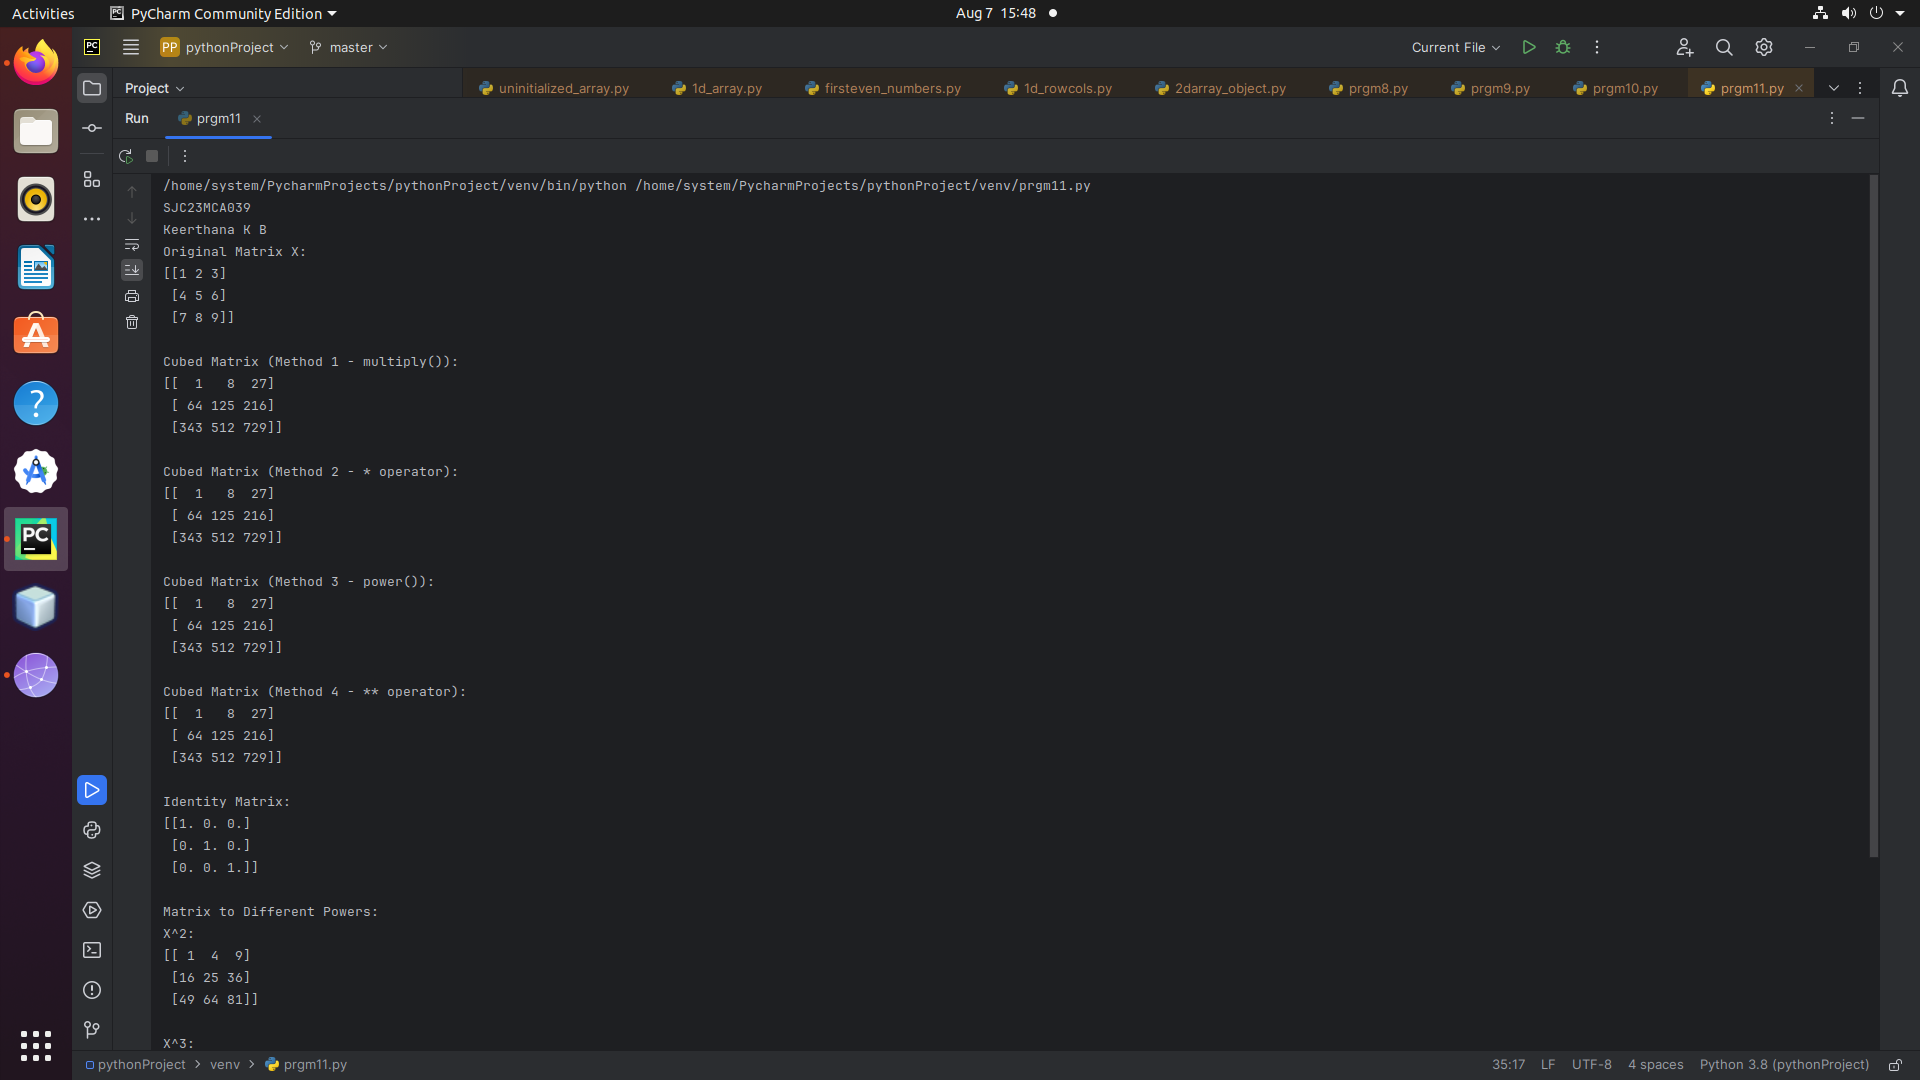 Activities PyCharm Community Edition Aug 7 15:48
PC PP pythonProject master Current File
Project uninitialized_array.py 1d_array.py firsteven_numbers.py 1d_rowcols.py 2darray_object.py prgm8.py prgm9.py prgm10.py prgm11.py
Run prgm11
/home/system/PycharmProjects/pythonProject/venv/bin/python /home/system/PycharmProjects/pythonProject/venv/prgm11.py
SJC23MCA039
Keerthana K B
Original Matrix X:
[[1 2 3]
 [4 5 6]
 [7 8 9]]
Cubed Matrix (Method 1 - multiply()):
[[  1   8  27]
 [ 64 125 216]
 [343 512 729]]
Cubed Matrix (Method 2 - * operator):
[[  1   8  27]
 [ 64 125 216]
 [343 512 729]]
Cubed Matrix (Method 3 - power()):
[[  1   8  27]
 [ 64 125 216]
 [343 512 729]]
Cubed Matrix (Method 4 - ** operator):
[[  1   8  27]
 [ 64 125 216]
 [343 512 729]]
Identity Matrix:
[[1. 0. 0.]
 [0. 1. 0.]
 [0. 0. 1.]]
Matrix to Different Powers:
X^2:
[[ 1  4  9]
 [16 25 36]
 [49 64 81]]
X^3:
PC
pythonProject > venv > prgm11.py 35:17 LF UTF-8 4 spaces Python 3.8 (pythonProject)